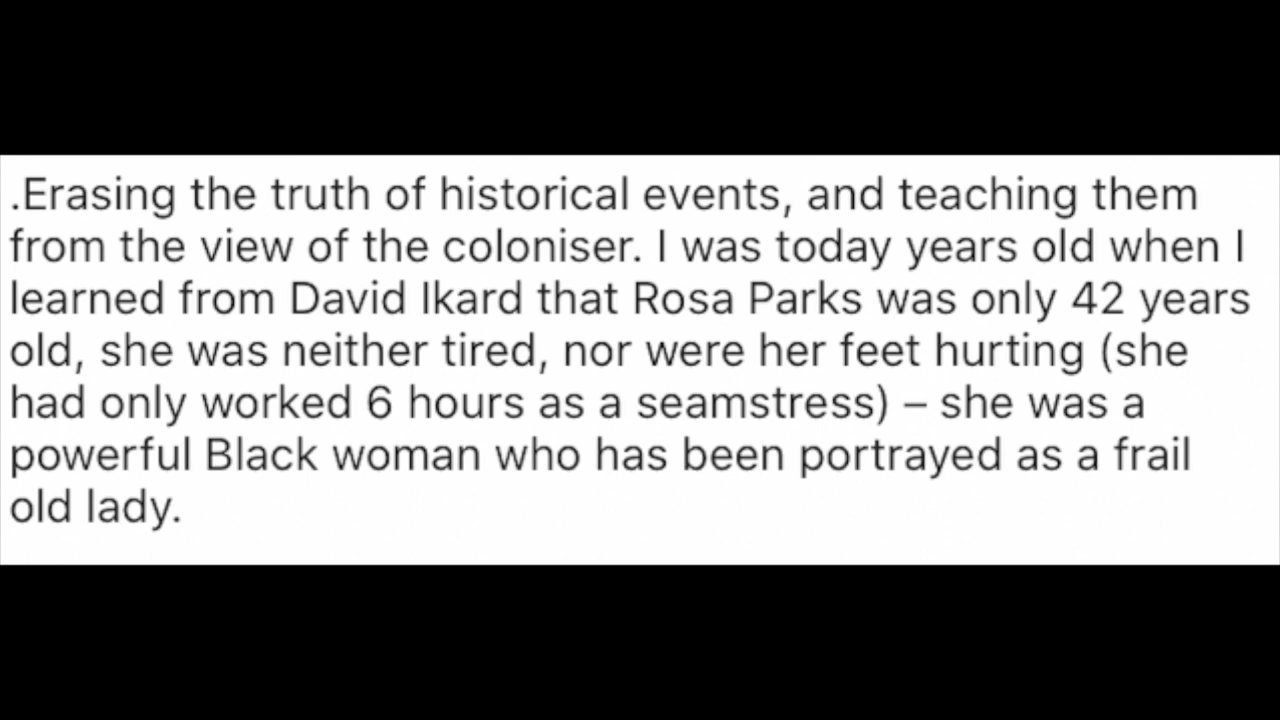 .Erasing the truth of historical events, and teaching them
from the view of the coloniser. I was today years old when I
learned from David Ikard that Rosa Parks was only 42 years
old, she was neither tired, nor were her feet hurting (she
had only worked 6 hours as a seamstress) – she was a
powerful Black woman who has been portrayed as a frail
old lady.